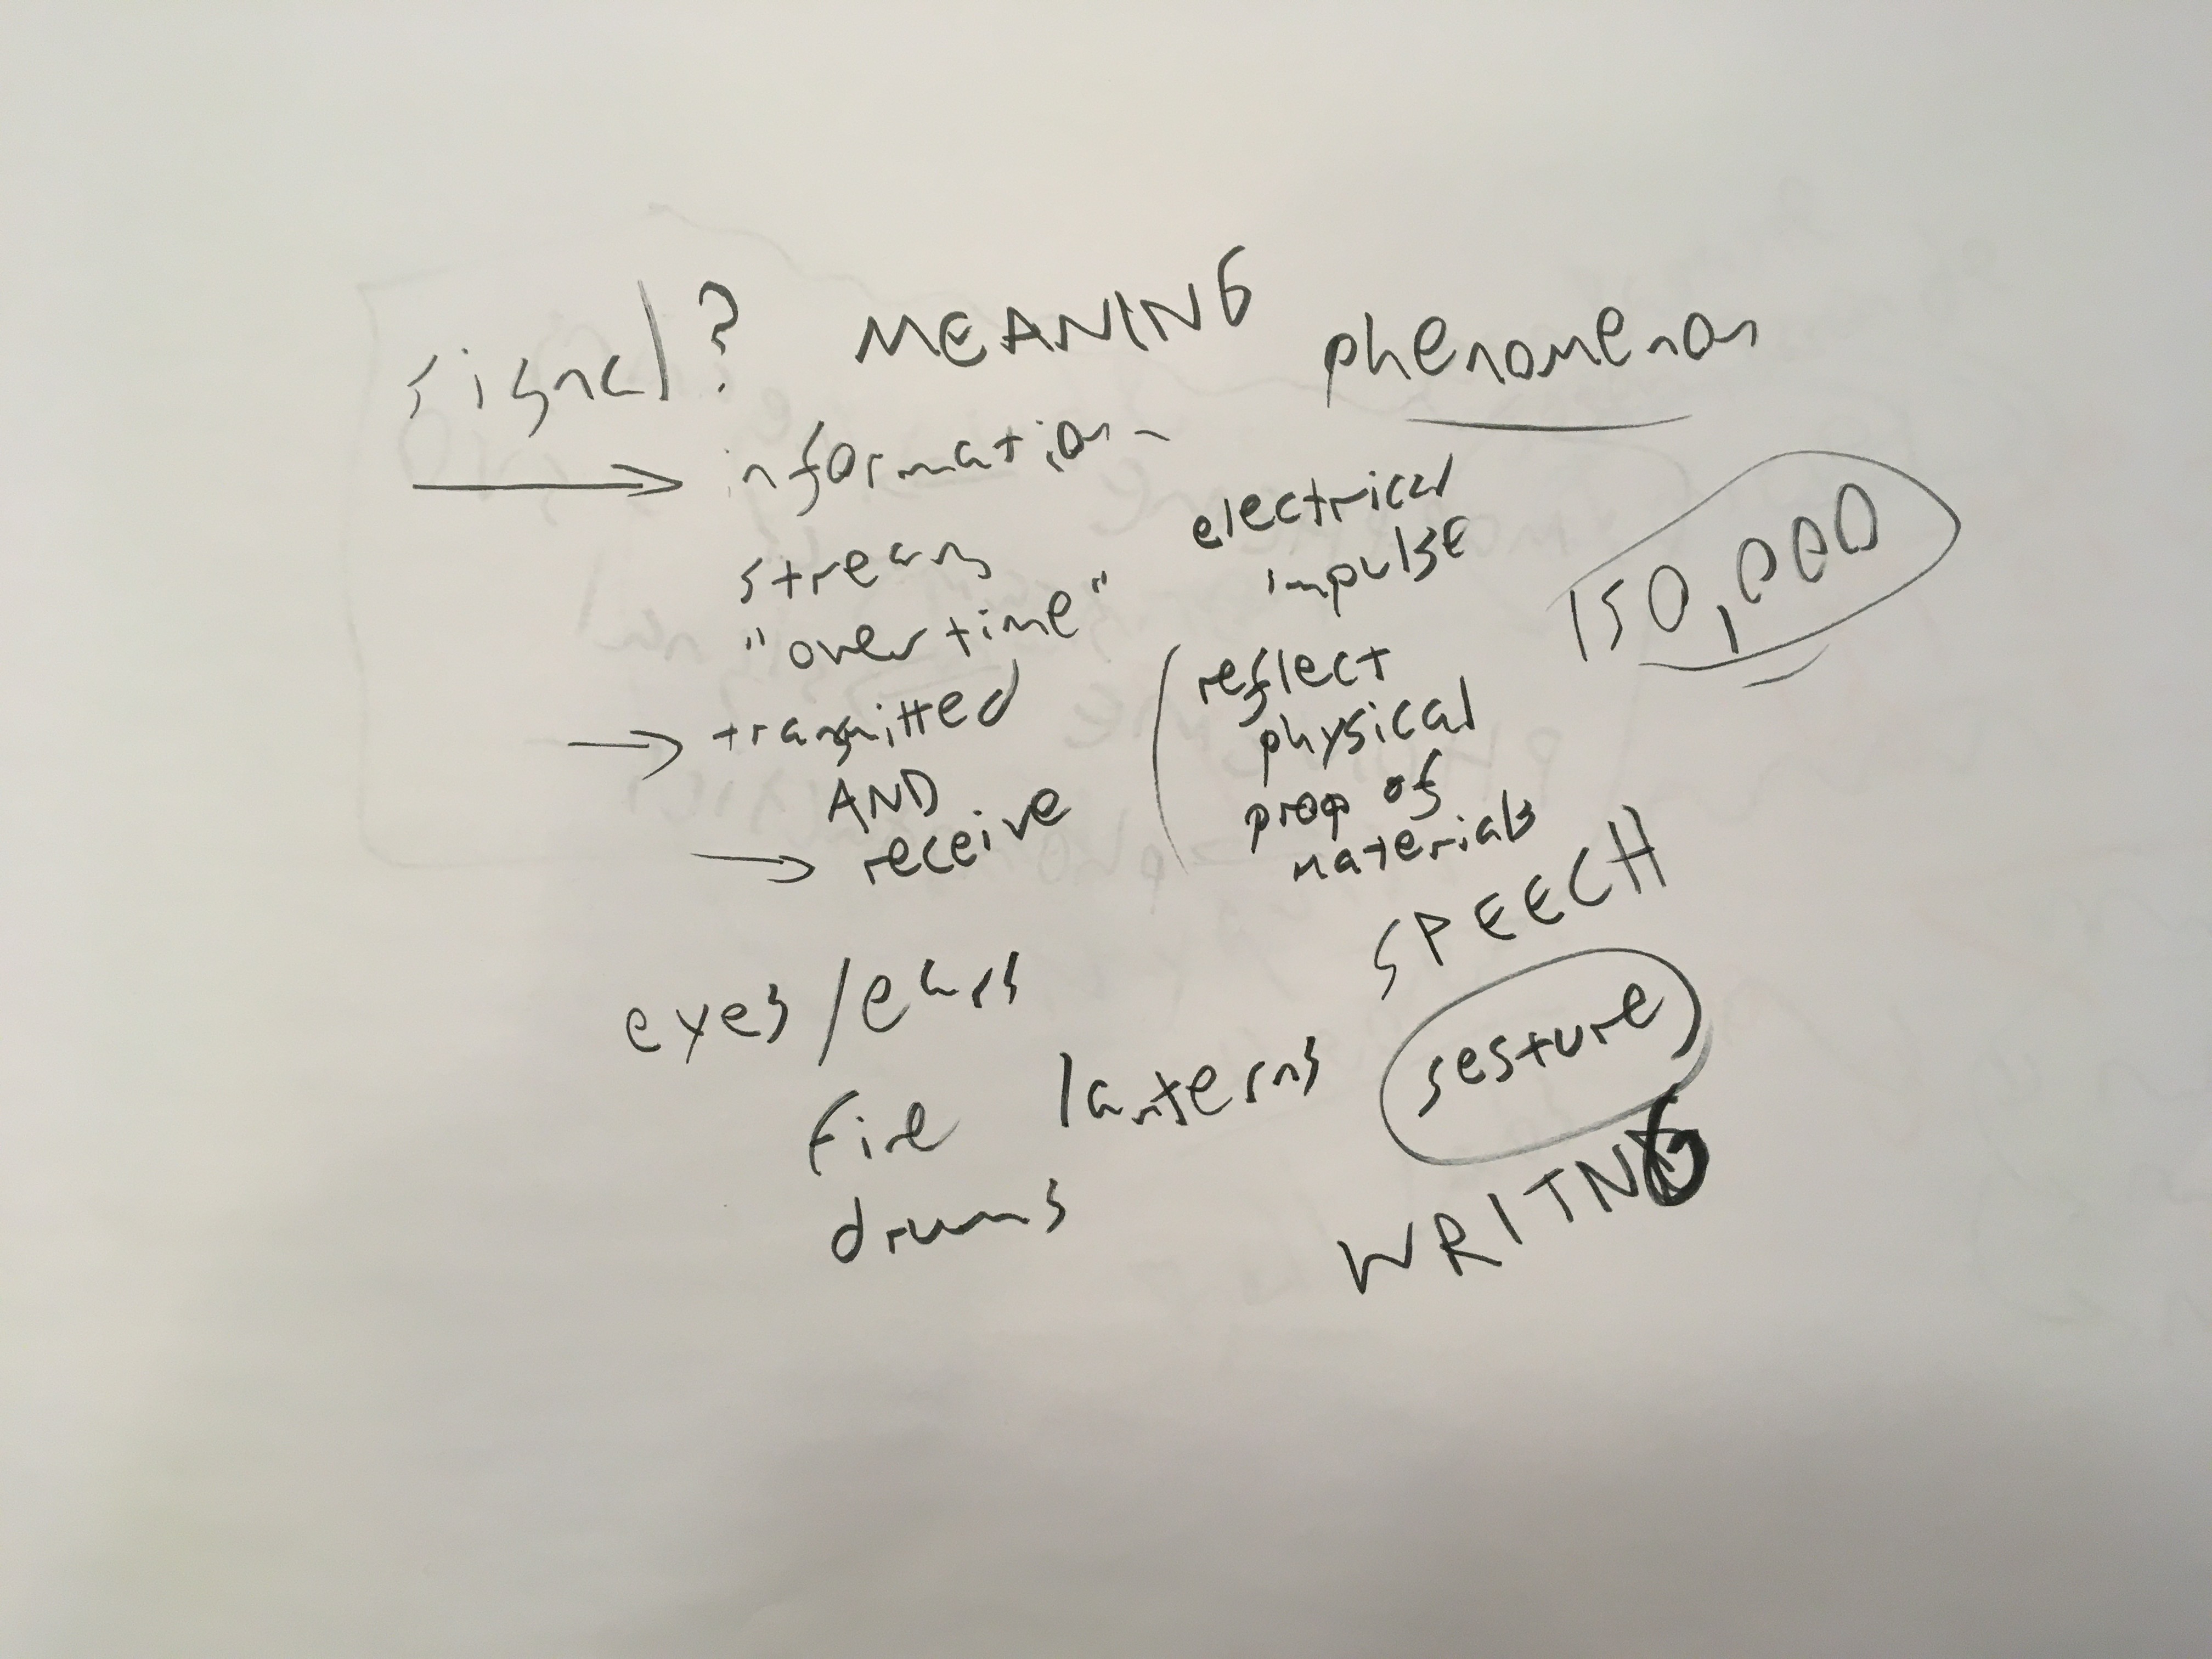 signal? MEANING phenomenon
→ information -
stream
"over time"
→ transmitted
AND
→ receive
electrical
impulse
150,000
reflect
physical
prop of
materials
SPEECH
gesture
WRITNG
eyes/ears
fire lanterns
drums